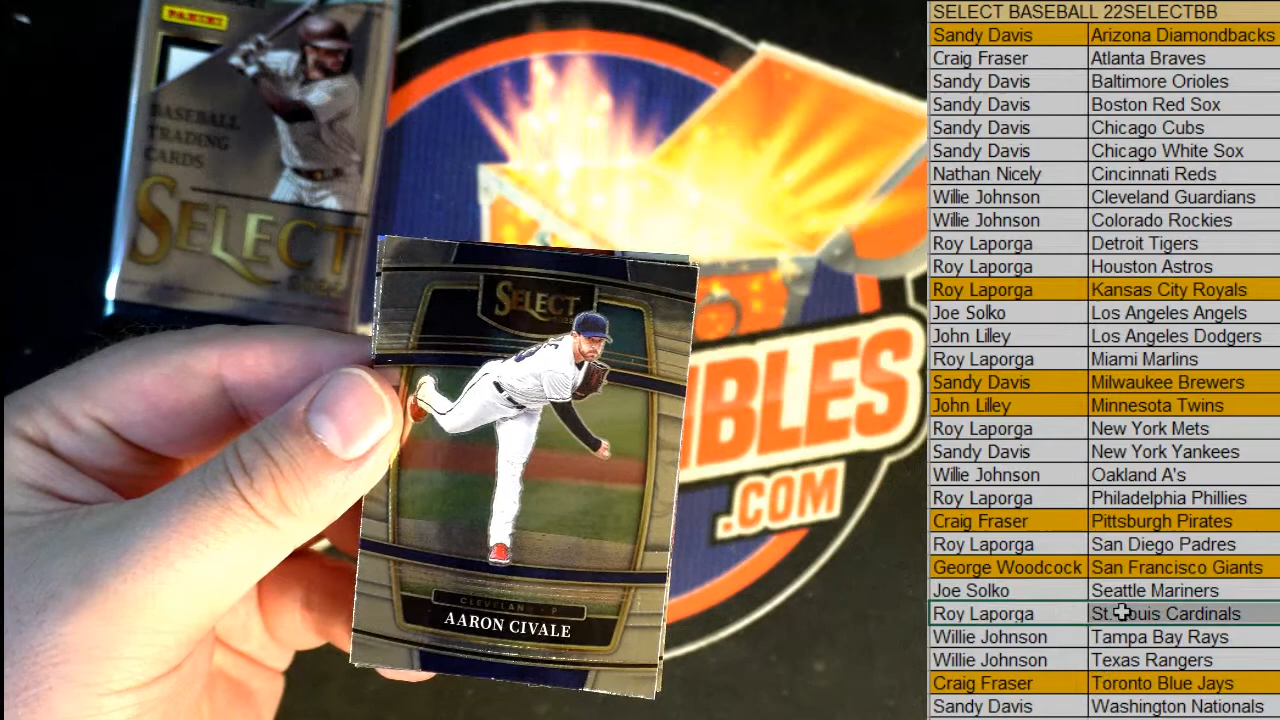 PANINI
BASEBALL
TRADING
CARDS
SELECT
SELECT
CLEVELAND - P
AARON CIVALE
IBLES
.COM
SELECT BASEBALL 22SELECTBB
Sandy Davis Arizona Diamondbacks
Craig Fraser Atlanta Braves
Sandy Davis Baltimore Orioles
Sandy Davis Boston Red Sox
Sandy Davis Chicago Cubs
Sandy Davis Chicago White Sox
Nathan Nicely Cincinnati Reds
Willie Johnson Cleveland Guardians
Willie Johnson Colorado Rockies
Roy Laporga Detroit Tigers
Roy Laporga Houston Astros
Roy Laporga Kansas City Royals
Joe Solko Los Angeles Angels
John Lilley Los Angeles Dodgers
Roy Laporga Miami Marlins
Sandy Davis Milwaukee Brewers
John Lilley Minnesota Twins
Roy Laporga New York Mets
Sandy Davis New York Yankees
Willie Johnson Oakland A's
Roy Laporga Philadelphia Phillies
Craig Fraser Pittsburgh Pirates
Roy Laporga San Diego Padres
George Woodcock San Francisco Giants
Joe Solko Seattle Mariners
Roy Laporga St. Louis Cardinals
Willie Johnson Tampa Bay Rays
Willie Johnson Texas Rangers
Craig Fraser Toronto Blue Jays
Sandy Davis Washington Nationals